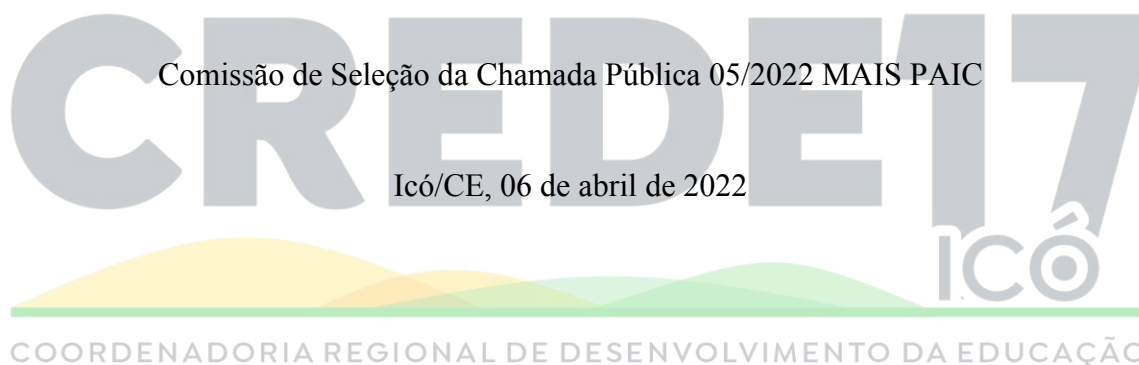 CREDE17
Comissão de Seleção da Chamada Pública 05/2022 MAIS PAIC
Icó/CE, 06 de abril de 2022
ICÓ
COORDENADORIA REGIONAL DE DESENVOLVIMENTO DA EDUCAÇÃO